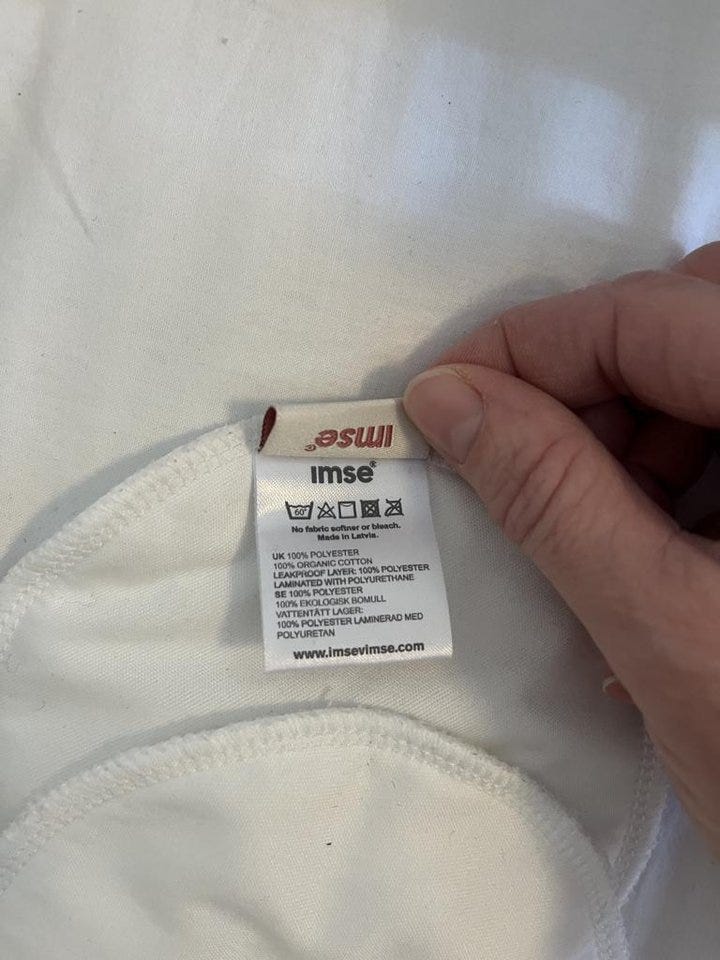 imse®
imse®
60°
No fabric softner or bleach.
Made in Latvia.
UK 100% POLYESTER
100% ORGANIC COTTON
LEAKPROOF LAYER: 100% POLYESTER
LAMINATED WITH POLYURETHANE
SE 100% POLYESTER
100% EKOLOGISK BOMULL
VATTENTÄTT LAGER:
100% POLYESTER LAMINERAD MED
POLYURETAN
www.imsevimse.com